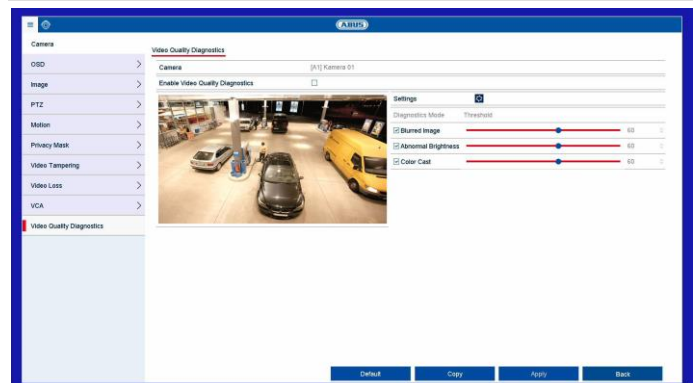 ABUS
Camera
OSD
Image
PTZ
Motion
Privacy Mask
Video Tampering
Video Loss
VCA
Video Quality Diagnostics
Video Quality Diagnostics
Camera [A1] Kamera 01
Enable Video Quality Diagnostics
Settings
Diagnostics Mode Threshold
Blurred Image 60
Abnormal Brightness 60
Color Cast 60
Default Copy Apply Back